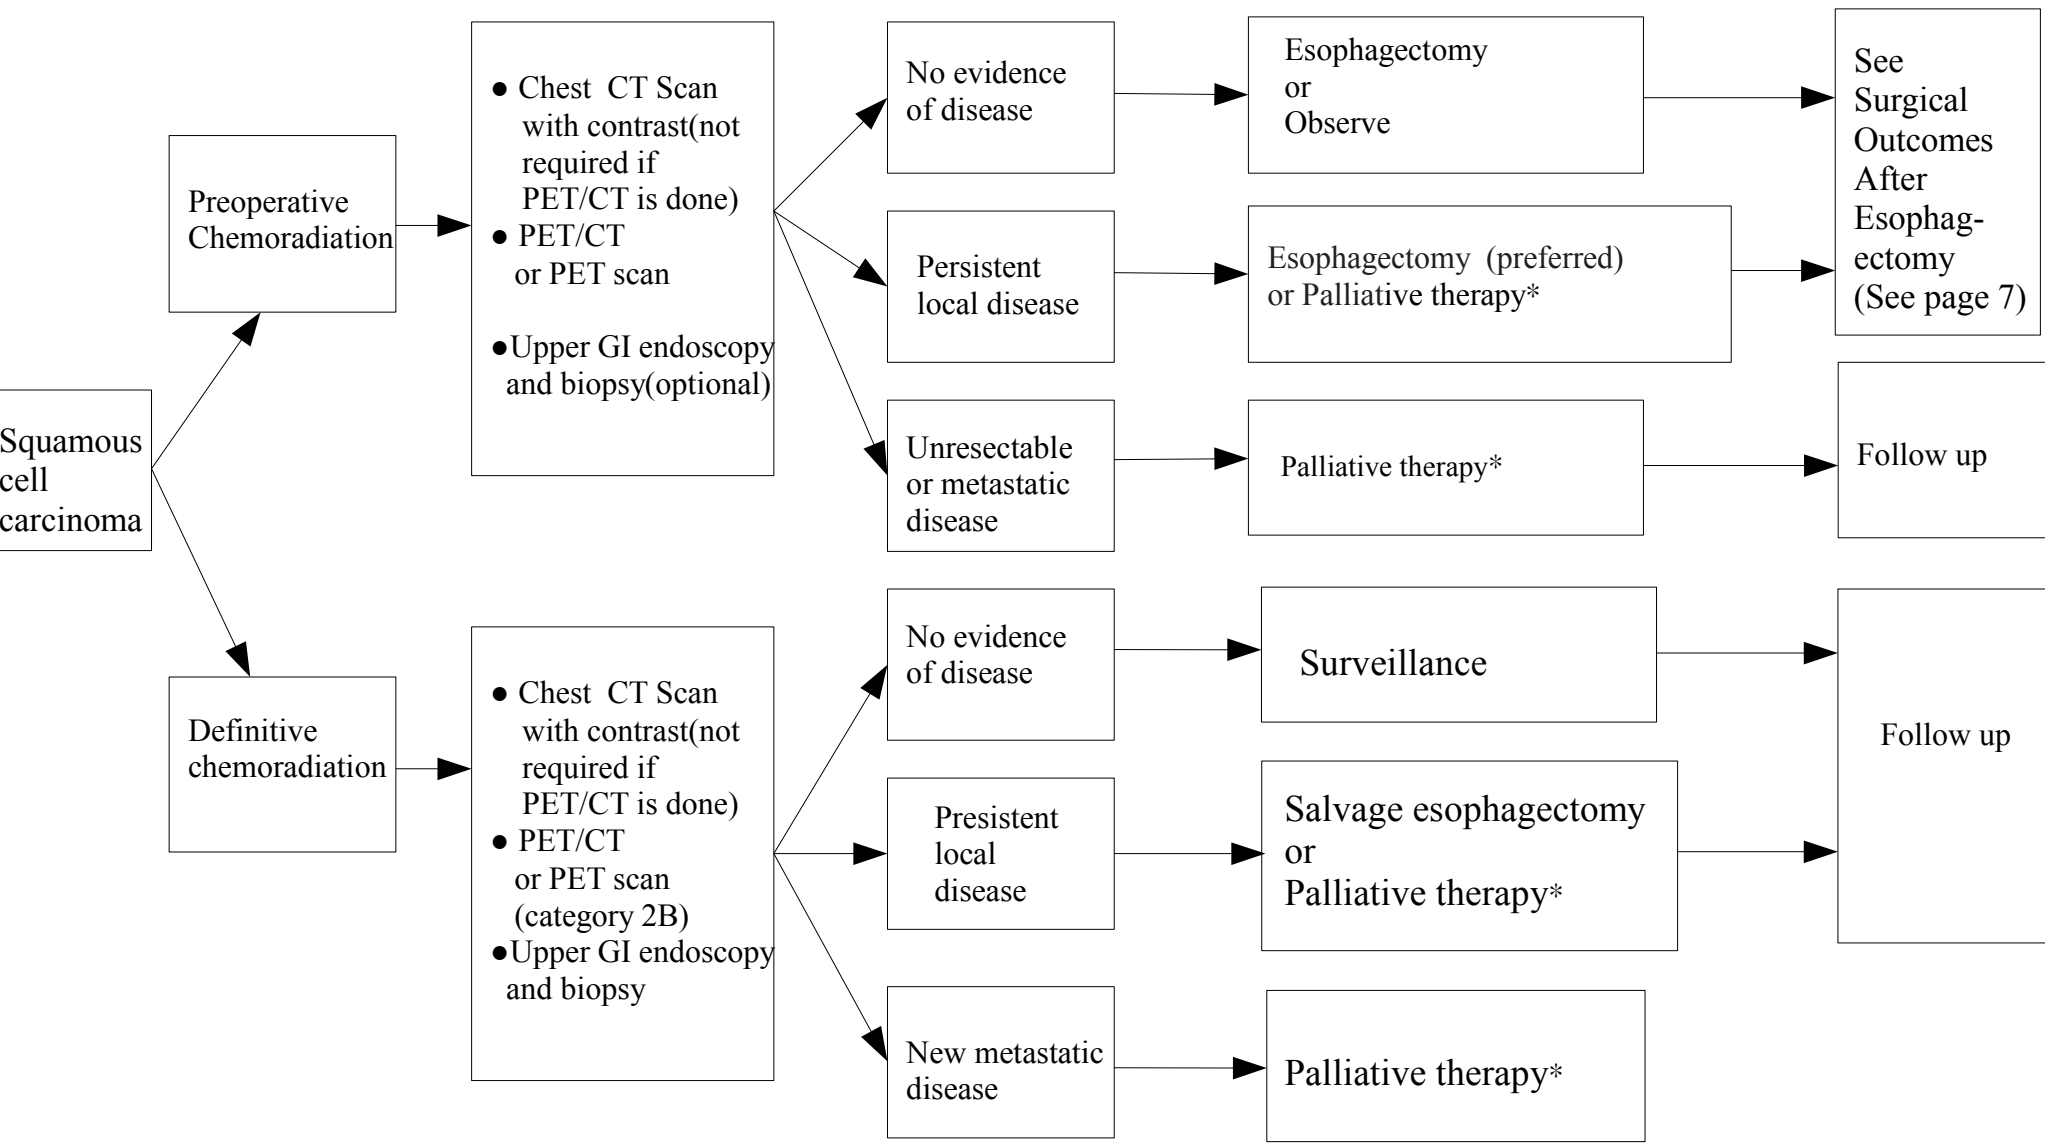 Squamous
cell
carcinoma
Preoperative
Chemoradiation
● Chest CT Scan
with contrast(not
required if
PET/CT is done)
● PET/CT
or PET scan
●Upper GI endoscopy
and biopsy(optional)
No evidence
of disease
Esophagectomy
or
Observe
Persistent
local disease
Esophagectomy (preferred)
or Palliative therapy*
See
Surgical
Outcomes
After
Esophag-
ectomy
(See page 7)
Unresectable
or metastatic
disease
Palliative therapy*
Follow up
Definitive
chemoradiation
● Chest CT Scan
with contrast(not
required if
PET/CT is done)
● PET/CT
or PET scan
(category 2B)
●Upper GI endoscopy
and biopsy
No evidence
of disease
Surveillance
Presistent
local
disease
Salvage esophagectomy
or
Palliative therapy*
Follow up
New metastatic
disease
Palliative therapy*